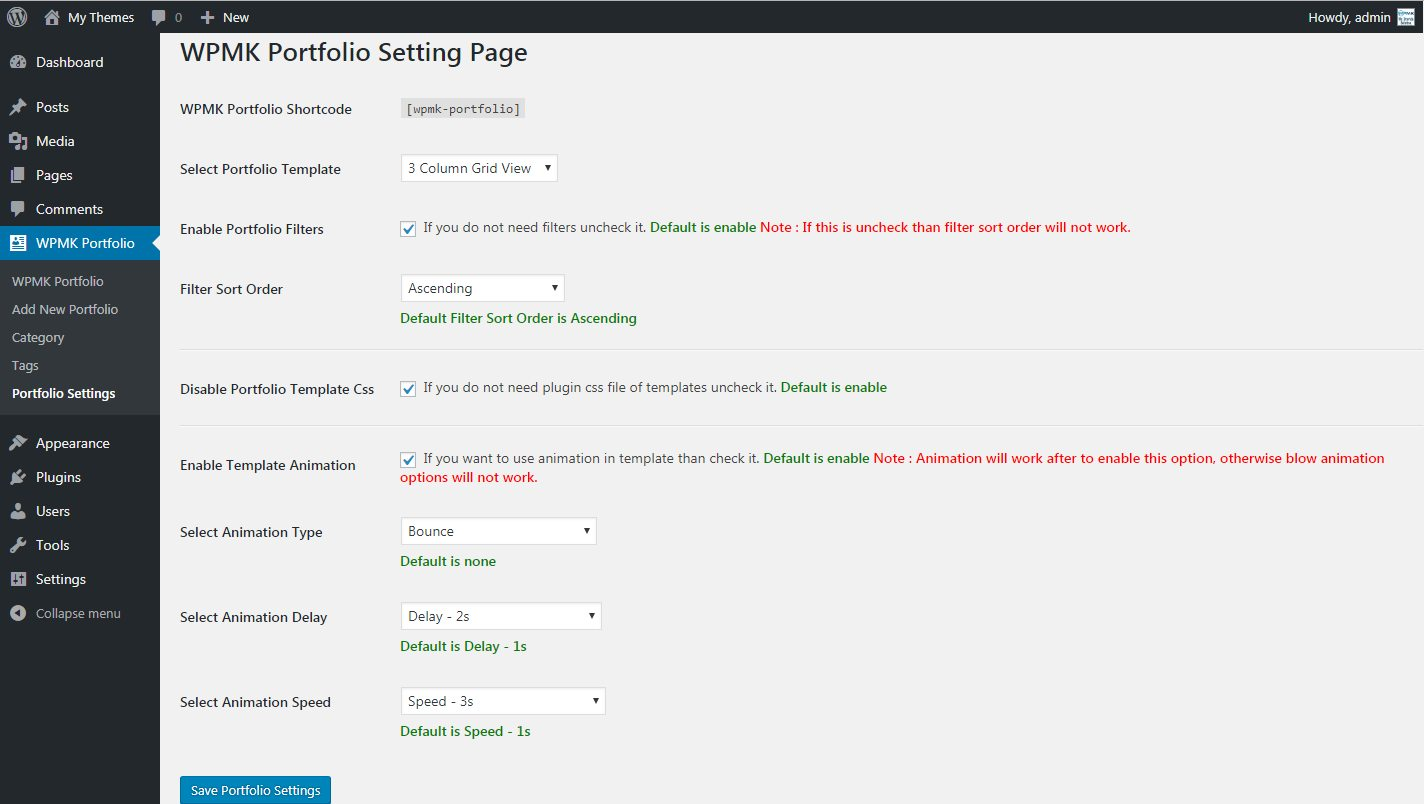 My Themes 0 New Howdy, admin
Dashboard
Posts
Media
Pages
Comments
WPMK Portfolio
WPMK Portfolio
Add New Portfolio
Category
Tags
Portfolio Settings
Appearance
Plugins
Users
Tools
Settings
Collapse menu
WPMK Portfolio Setting Page
WPMK Portfolio Shortcode [wpmk-portfolio]
Select Portfolio Template 3 Column Grid View
Enable Portfolio Filters If you do not need filters uncheck it. Default is enable Note : If this is uncheck than filter sort order will not work.
Filter Sort Order Ascending
Default Filter Sort Order is Ascending
Disable Portfolio Template Css If you do not need plugin css file of templates uncheck it. Default is enable
Enable Template Animation If you want to use animation in template than check it. Default is enable Note : Animation will work after to enable this option, otherwise blow animation
options will not work.
Select Animation Type Bounce
Default is none
Select Animation Delay Delay - 2s
Default is Delay - 1s
Select Animation Speed Speed - 3s
Default is Speed - 1s
Save Portfolio Settings